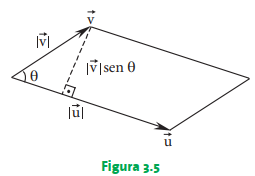 v⃗
|v⃗|
θ
|v⃗|sen θ
|u⃗|
u⃗
Figura 3.5